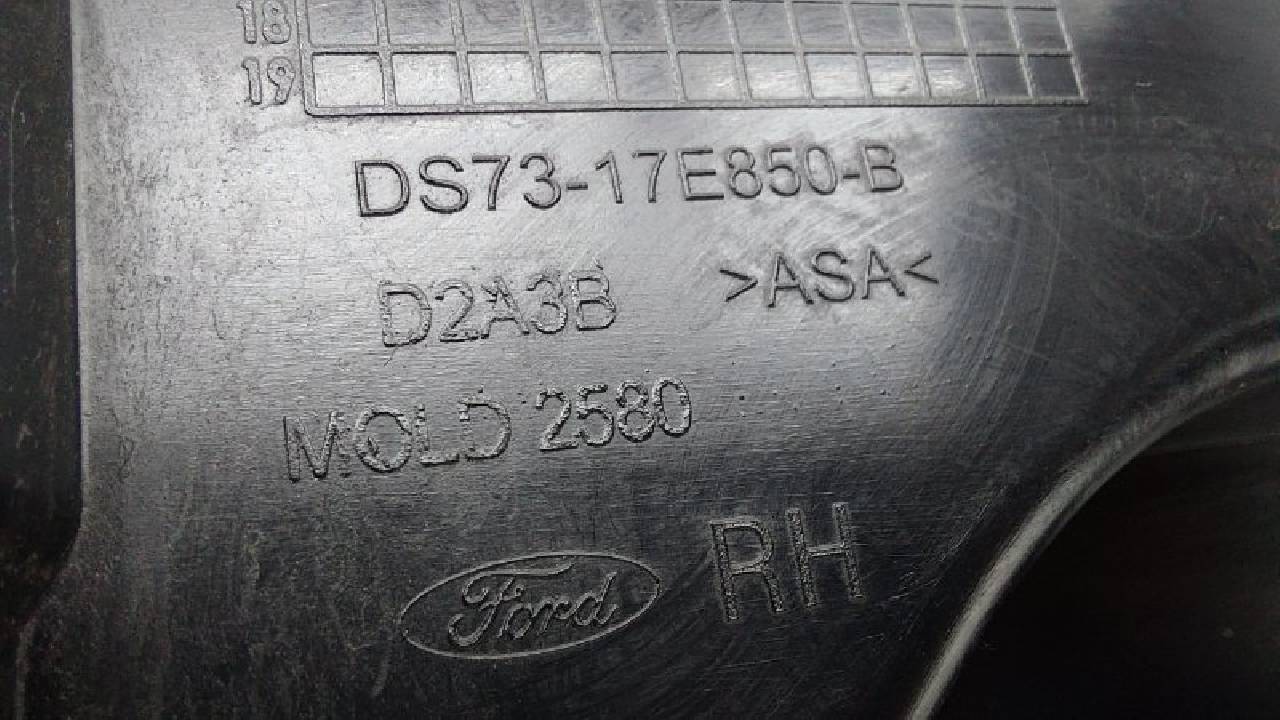 18
19
DS73-17E850-B
D2A3B >ASA<
MOLD 2580
Ford RH